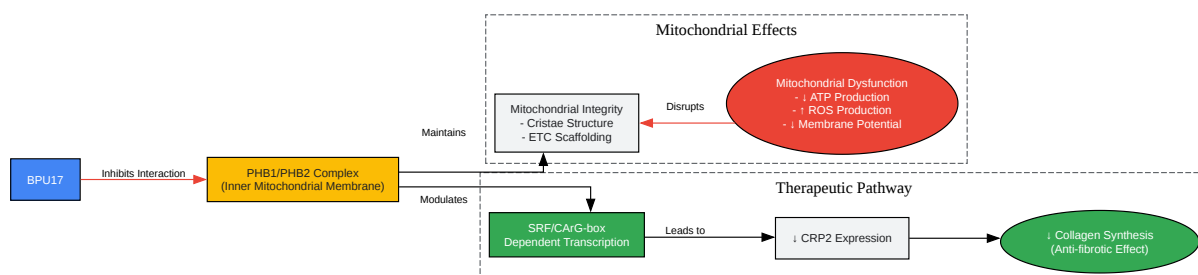 Mitochondrial Effects
Mitochondrial Dysfunction
- ↓ ATP Production
- ↑ ROS Production
- ↓ Membrane Potential
Disrupts
Mitochondrial Integrity
- Cristae Structure
- ETC Scaffolding
Maintains
BPU17
Inhibits Interaction
PHB1/PHB2 Complex
(Inner Mitochondrial Membrane)
Modulates
Therapeutic Pathway
SRF/CArG-box
Dependent Transcription
Leads to
↓ CRP2 Expression
↓ Collagen Synthesis
(Anti-fibrotic Effect)